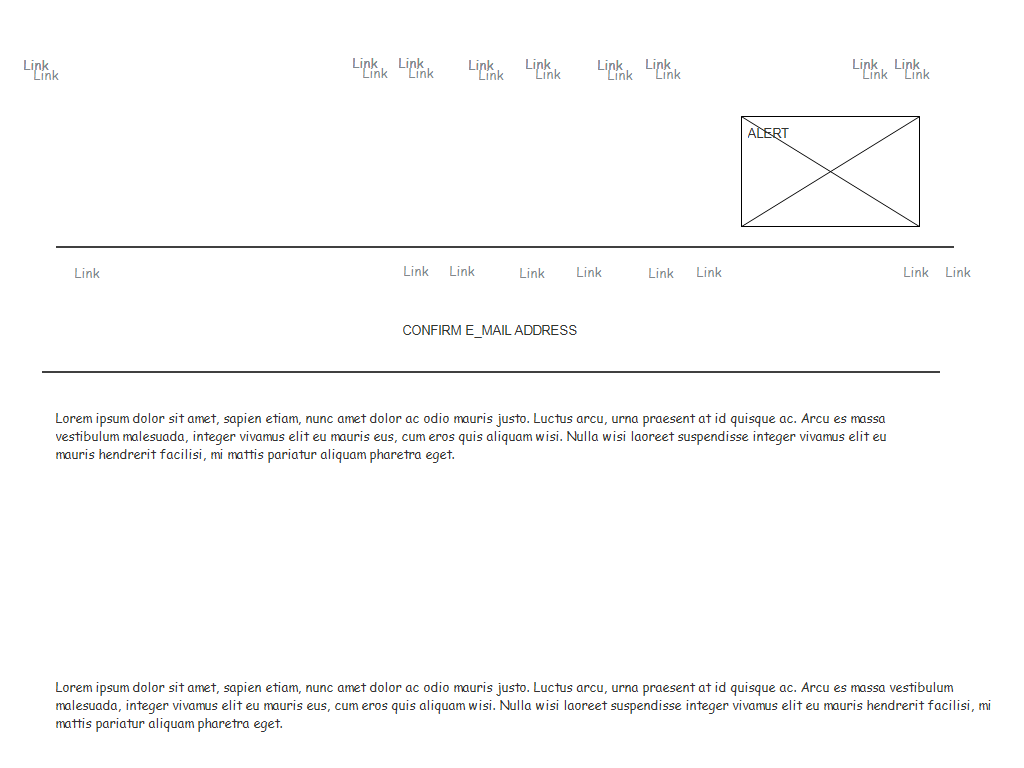 Link Link Link Link Link Link Link Link Link
Link Link Link Link Link Link Link Link Link
ALERT
Link Link Link Link Link Link Link Link Link
CONFIRM E_MAIL ADDRESS
Lorem ipsum dolor sit amet, sapien etiam, nunc amet dolor ac odio mauris justo. Luctus arcu, urna praesent at id quisque ac. Arcu es massa
vestibulum malesuada, integer vivamus elit eu mauris eus, cum eros quis aliquam wisi. Nulla wisi laoreet suspendisse integer vivamus elit eu
mauris hendrerit facilisi, mi mattis pariatur aliquam pharetra eget.
Lorem ipsum dolor sit amet, sapien etiam, nunc amet dolor ac odio mauris justo. Luctus arcu, urna praesent at id quisque ac. Arcu es massa vestibulum
malesuada, integer vivamus elit eu mauris eus, cum eros quis aliquam wisi. Nulla wisi laoreet suspendisse integer vivamus elit eu mauris hendrerit facilisi, mi
mattis pariatur aliquam pharetra eget.